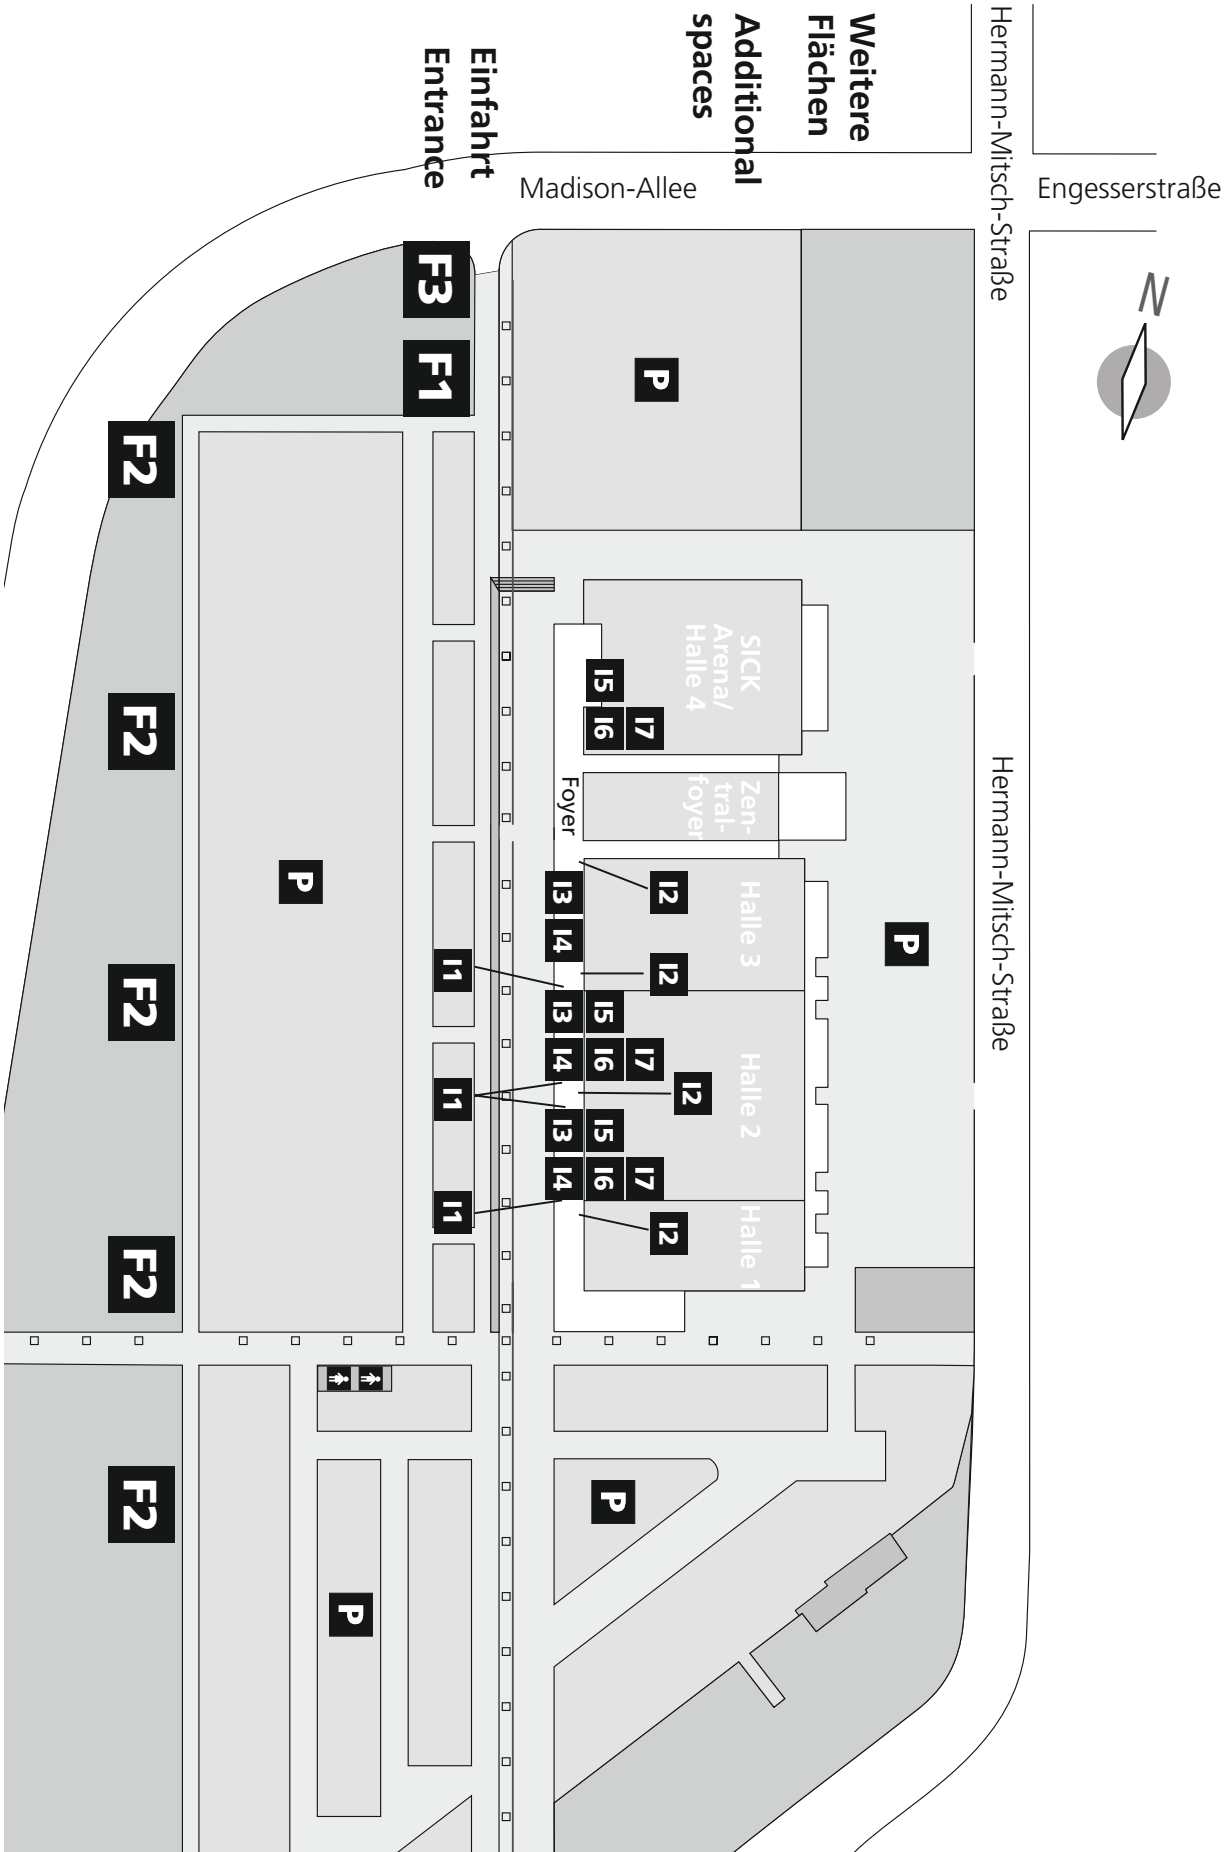 Weitere
Flächen
Additional
spaces
Einfahrt
Entrance
Hermann-Mitsch-Straße
Madison-Allee
Engesserstraße
N
F3
F1
P
F2
SICK
Arena/
Halle 4
I5
I6
I7
F2
Hermann-Mitsch-Straße
Zen-
tral-
foyer
Foyer
P
I3
I2
Halle 3
P
I4
I1
I2
F2
I3
I5
I4
I6
I7
Halle 2
I1
I2
I3
I5
I4
I6
I7
I1
I2
Halle 1
F2
F2
P
P